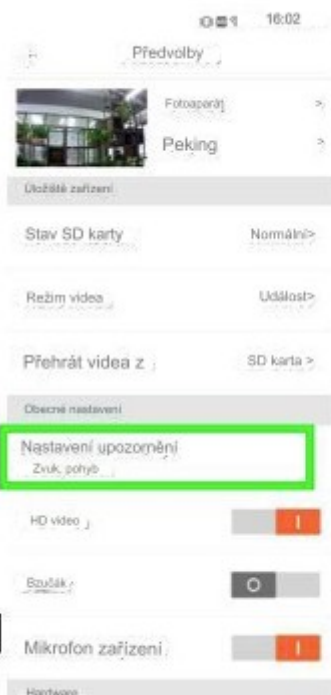 16:02
Předvolby
Fotoaparát >
Peking >
Úložiště zařízení
Stav SD karty Normální>
Režim videa Událost>
Přehrát videa z SD karta >
Obecné nastavení
Nastavení upozornění
Zvuk, pohyb
HD video
Bzučák
Mikrofon zařízení
Hardware